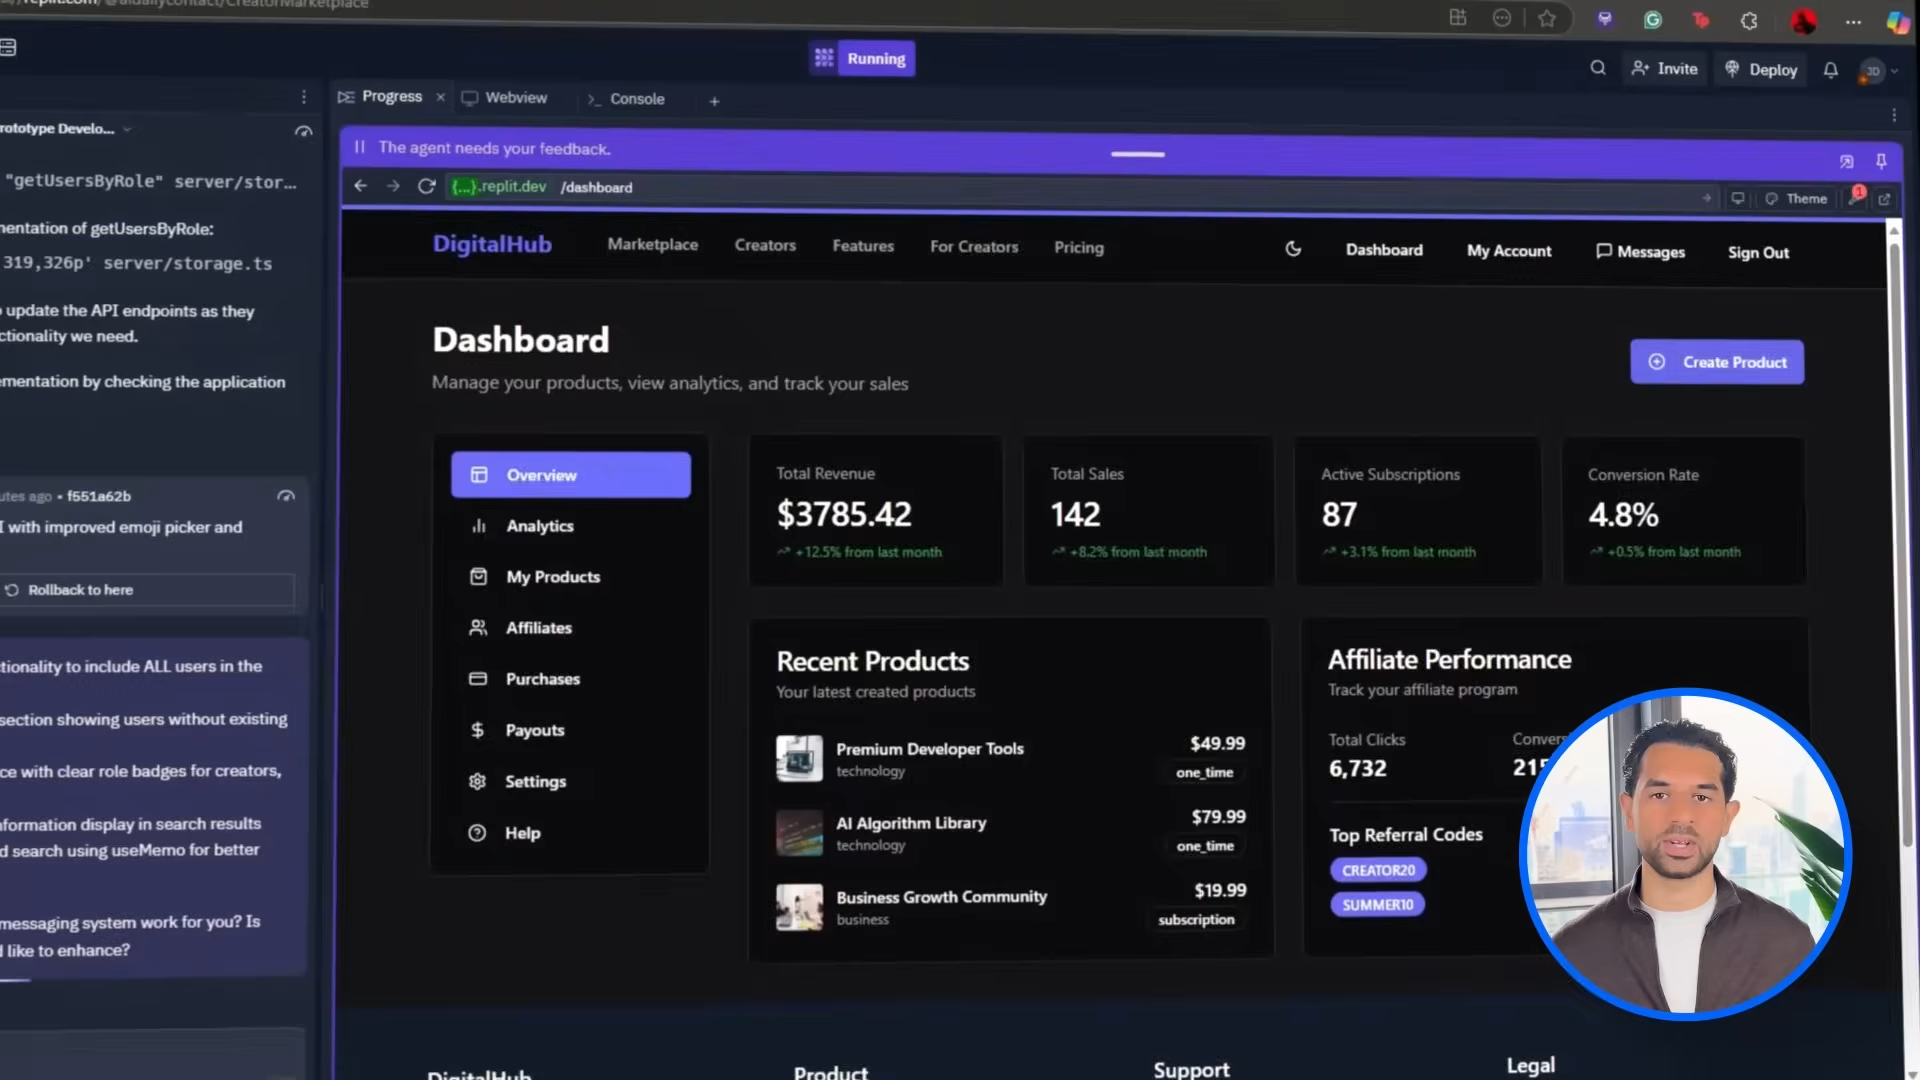 Running
Invite
Deploy
JD
Progress
Webview
Console
rototype Develo...
"getUsersByRole" server/stor...
mentation of getUsersByRole:
319,326p' server/storage.ts
update the API endpoints as they
ctionality we need.
ementation by checking the application
utes ago • f551a62b
I with improved emoji picker and
Rollback to here
tionality to include ALL users in the
section showing users without existing
ce with clear role badges for creators,
nformation display in search results
d search using useMemo for better
messaging system work for you? Is
d like to enhance?
The agent needs your feedback.
{...}.replit.dev /dashboard
Theme
1
DigitalHub
Marketplace
Creators
Features
For Creators
Pricing
Dashboard
My Account
Messages
Sign Out
Dashboard
Manage your products, view analytics, and track your sales
Create Product
Overview
Analytics
My Products
Affiliates
Purchases
Payouts
Settings
Help
Total Revenue
$3785.42
+12.5% from last month
Total Sales
142
+8.2% from last month
Active Subscriptions
87
+3.1% from last month
Conversion Rate
4.8%
+0.5% from last month
Recent Products
Your latest created products
Premium Developer Tools
technology
$49.99
one_time
AI Algorithm Library
technology
$79.99
one_time
Business Growth Community
business
$19.99
subscription
Affiliate Performance
Track your affiliate program
Total Clicks
6,732
Convers
215
Top Referral Codes
CREATOR20
SUMMER10
DigitalHub
Product
Support
Legal